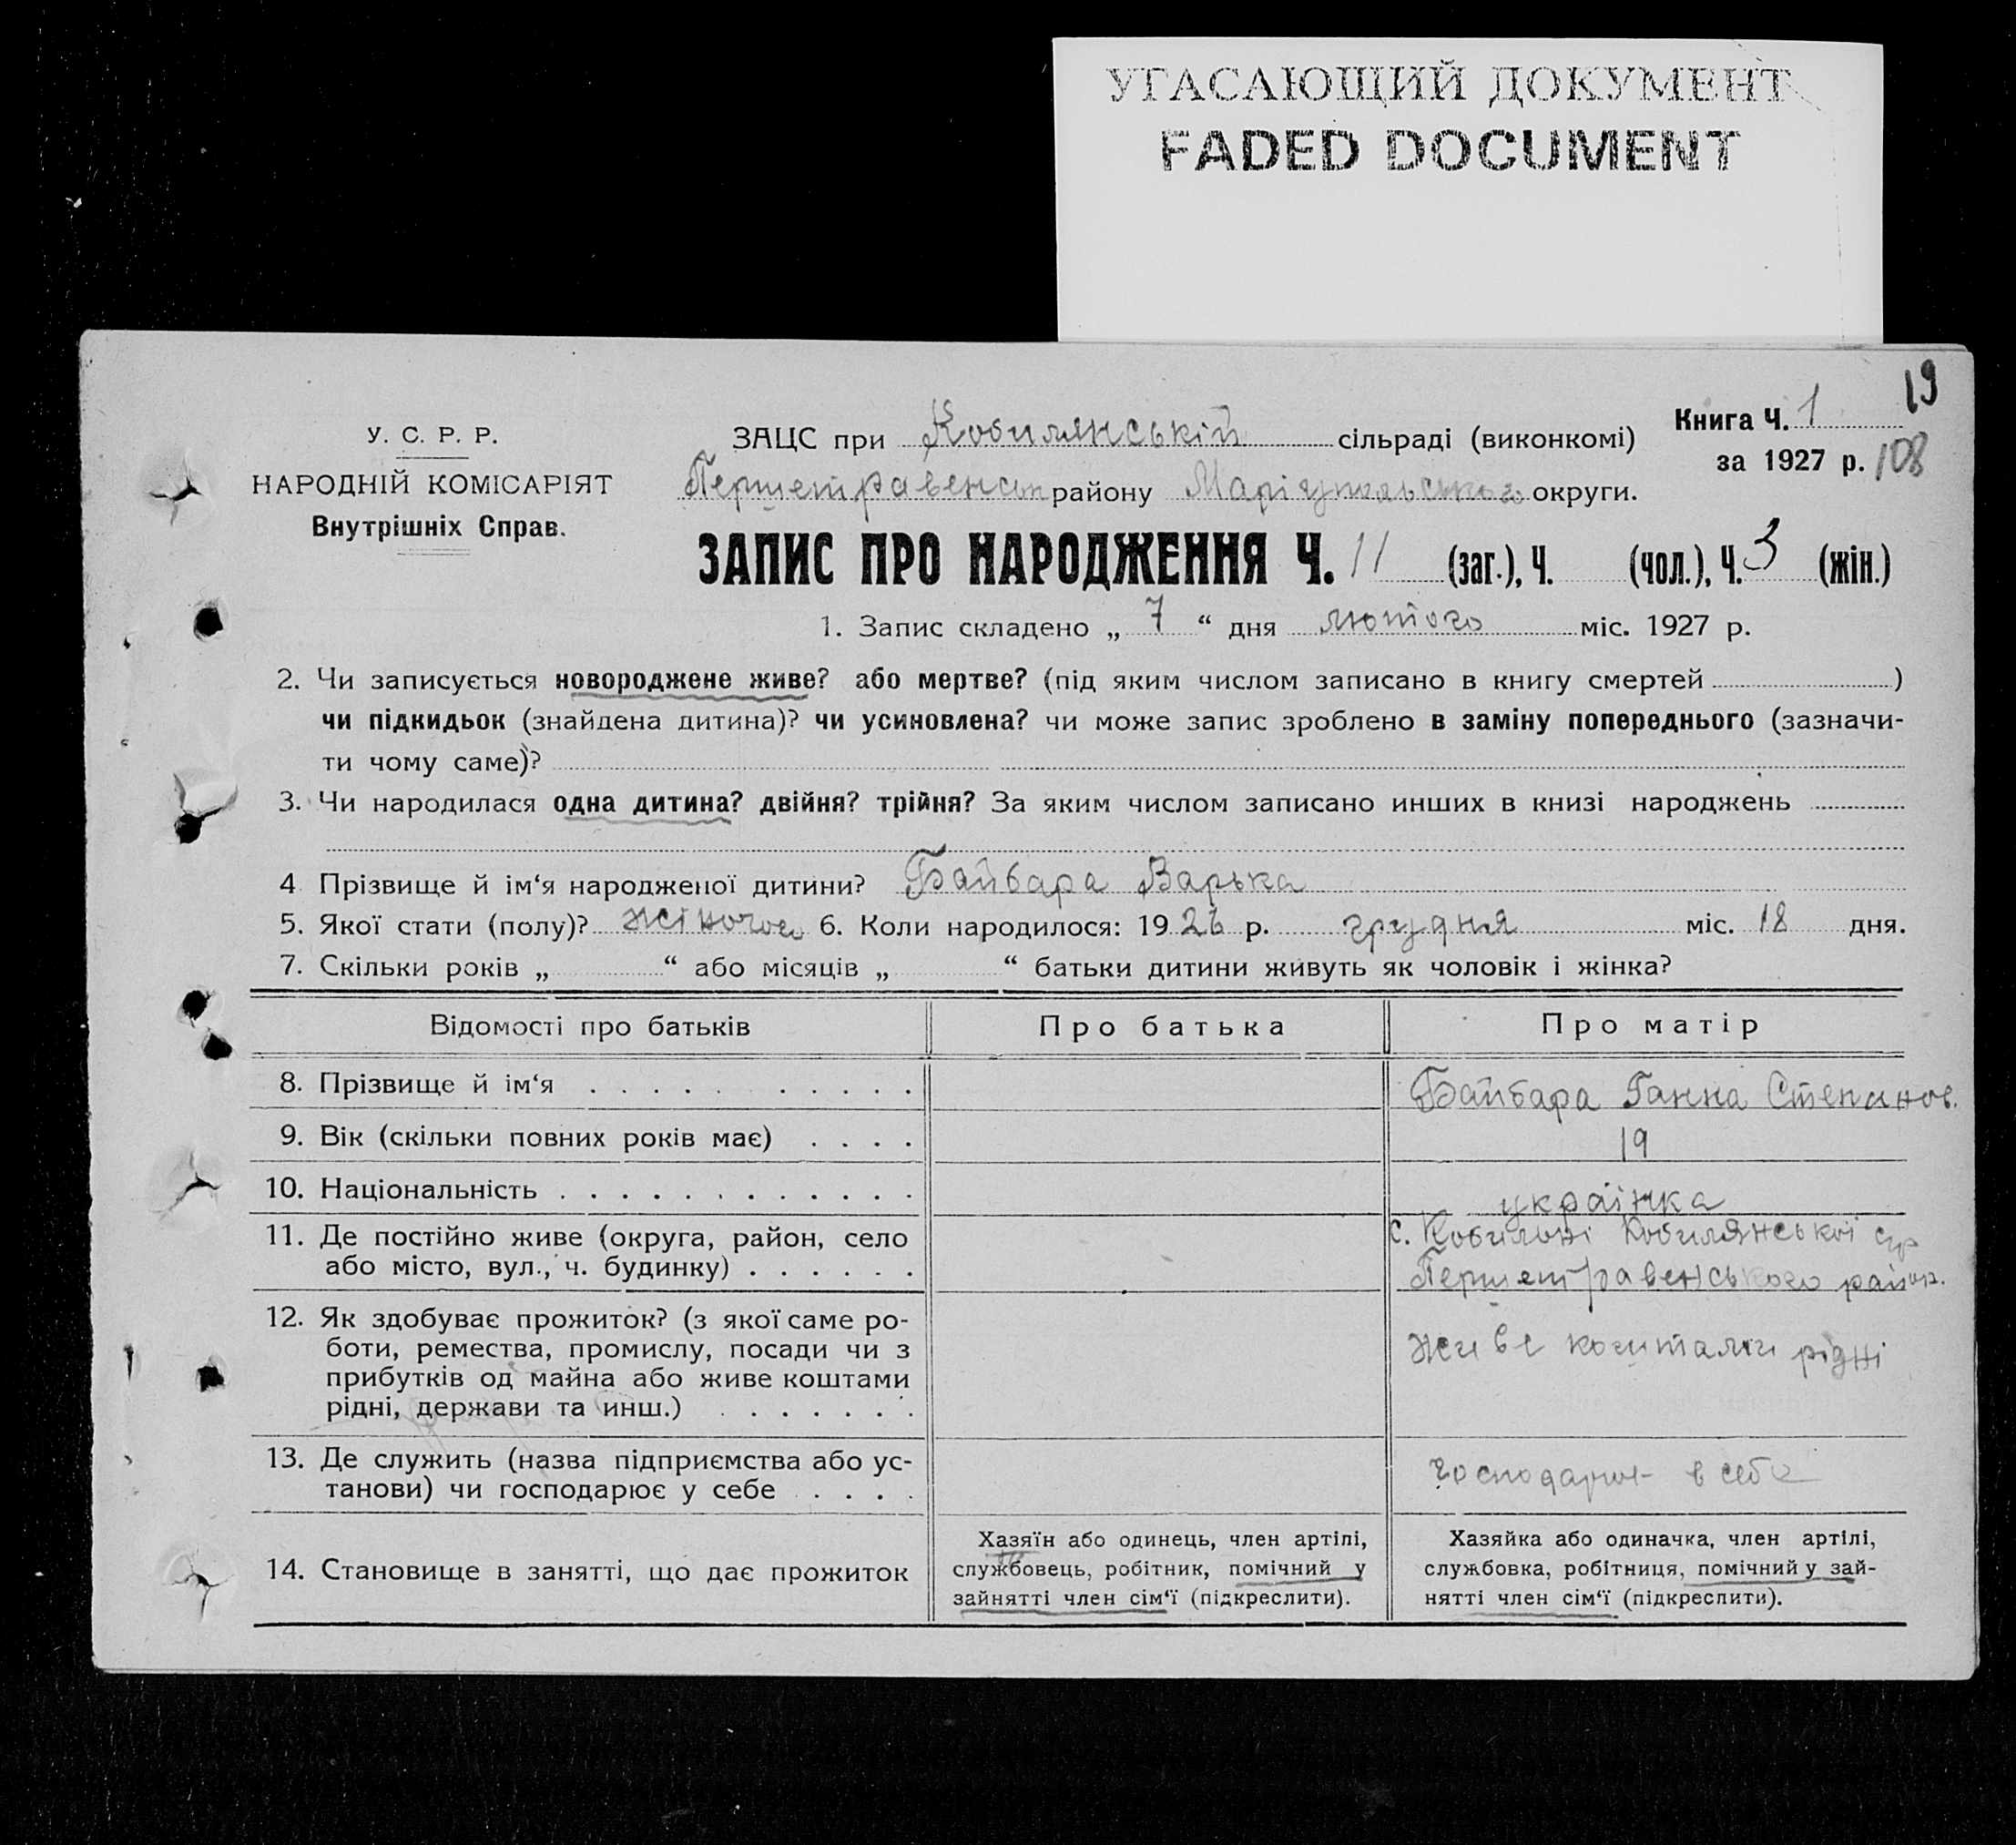 УГАСАЮЩИЙ ДОКУМЕНТ
FADED DOCUMENT
19
У. С. Р. Р.
НАРОДНІЙ КОМІСАРІЯТ
Внутрішніх Справ.
ЗАЦС при Кобилянській сільраді (виконкомі)
Книга Ч. 1
за 1927 р. 108
Першетравенськ району Маріупольського округи.
ЗАПИС ПРО НАРОДЖЕННЯ Ч. 11 (заг.), Ч. (чол.), Ч. 3 (жін.)
1. Запис складено „ 7 “ дня лютого міс. 1927 р.
2. Чи записується новороджене живе? або мертве? (під яким числом записано в книгу смертей )
чи підкидьок (знайдена дитина)? чи усиновлена? чи може запис зроблено в заміну попереднього (зазначи-
ти чому саме)?
3. Чи народилася одна дитина? двійня? трійня? За яким числом записано инших в книзі народжень
4 Прізвище й ім‘я народженої дитини? Байбара Варька
5. Якої стати (полу)? жіночого 6. Коли народилося: 1926 р. грудня міс. 18 дня.
7. Скільки років „ “ або місяців „ “ батьки дитини живуть як чоловік і жінка?
Відомості про батьків Про батька Про матір
8. Прізвище й ім‘я . . . . . . . . . . . Байбара Ганна Степанов.
9. Вік (скільки повних років має) . . . . 19
10. Національність . . . . . . . . . . . . . українка
11. Де постійно живе (округа, район, село
або місто, вул., ч. будинку) . . . . . .
с. Кобильні Кобилянської с/р
Першетравенського район.
12. Як здобуває прожиток? (з якої саме ро-
боти, ремества, промислу, посади чи з
прибутків од майна або живе коштами
рідні, держави та инш.) . . . . . . .
живе коштами рідні
13. Де служить (назва підприємства або ус-
танови) чи господарює у себе . . . .
господарює в себе
14. Становище в занятті, що дає прожиток
Хазяїн або одинець, член артілі,
службовець, робітник, помічний у
зайнятті член сім‘ї (підкреслити).
Хазяйка або одиначка, член артілі,
службовка, робітниця, помічний у зай-
нятті член сім‘ї (підкреслити).